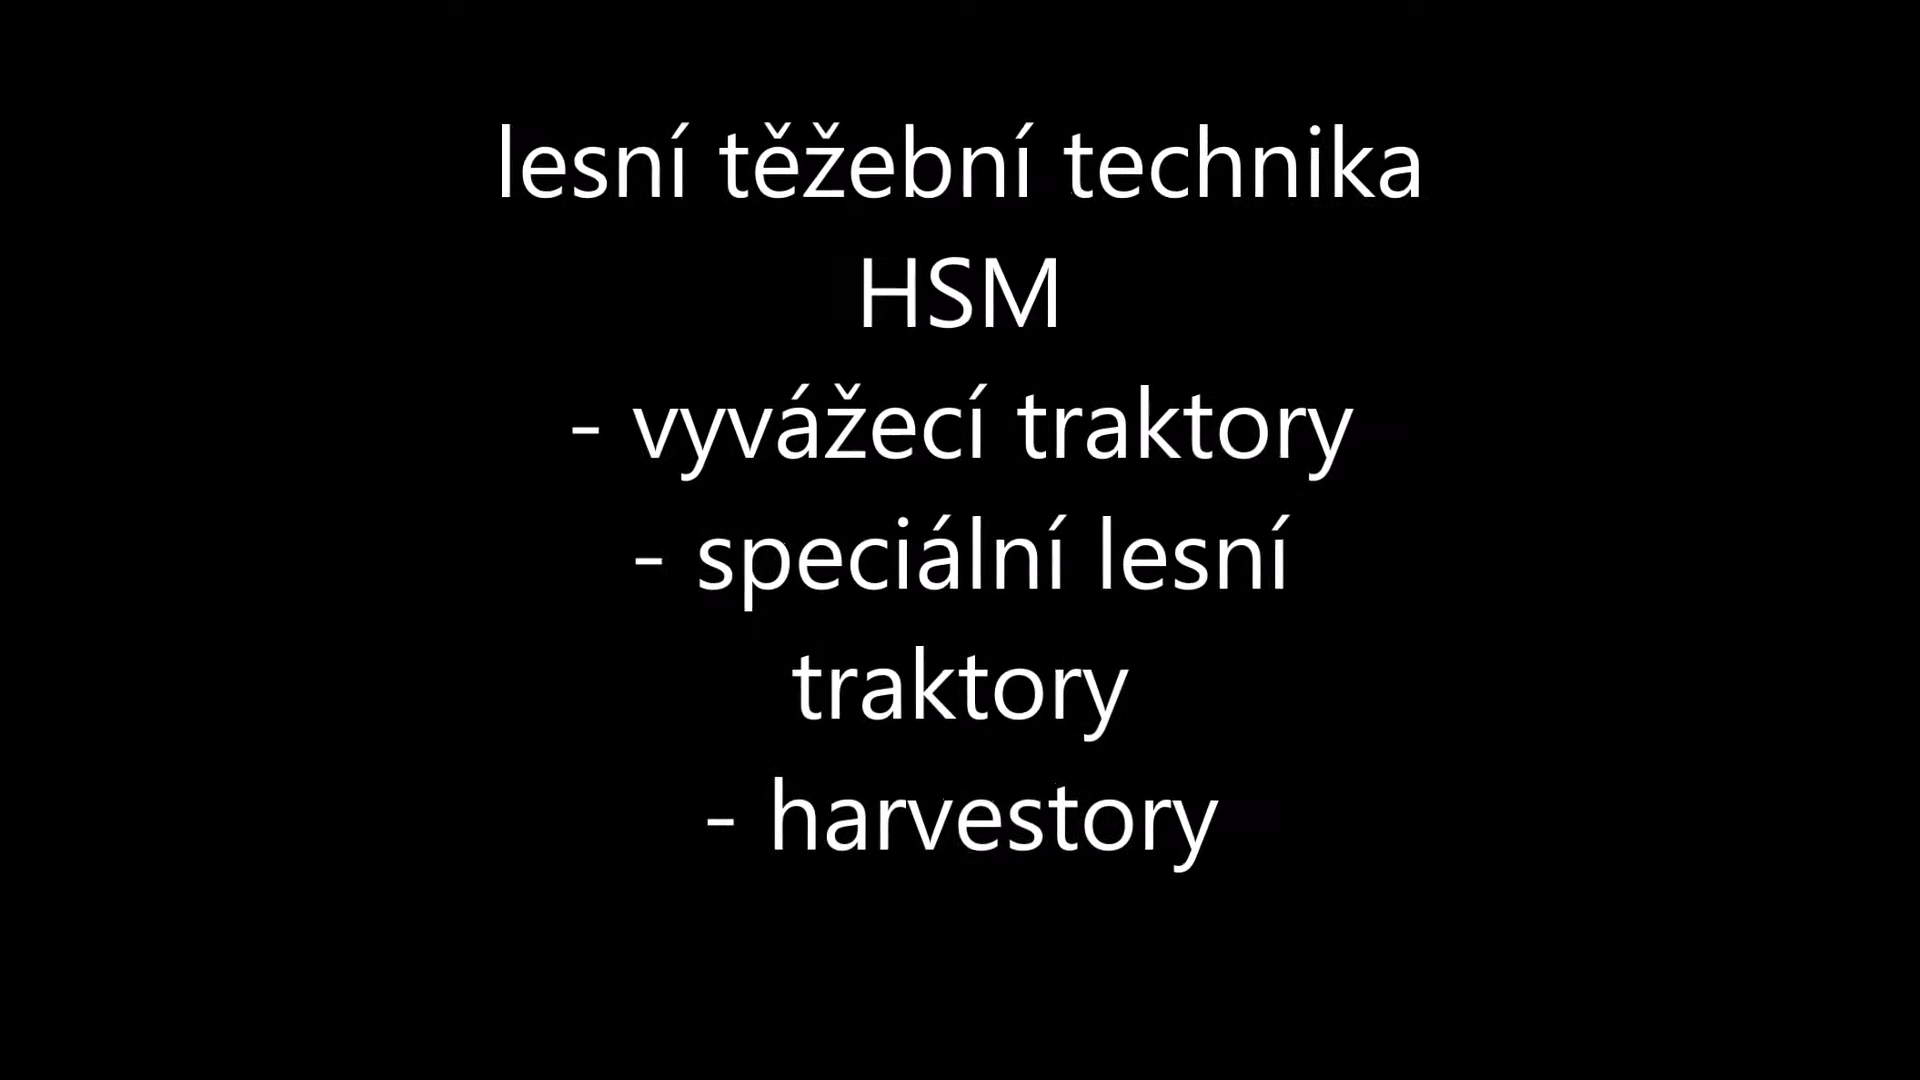 lesní těžební technika
HSM
- vyvážecí traktory
- speciální lesní
traktory
- harvestory